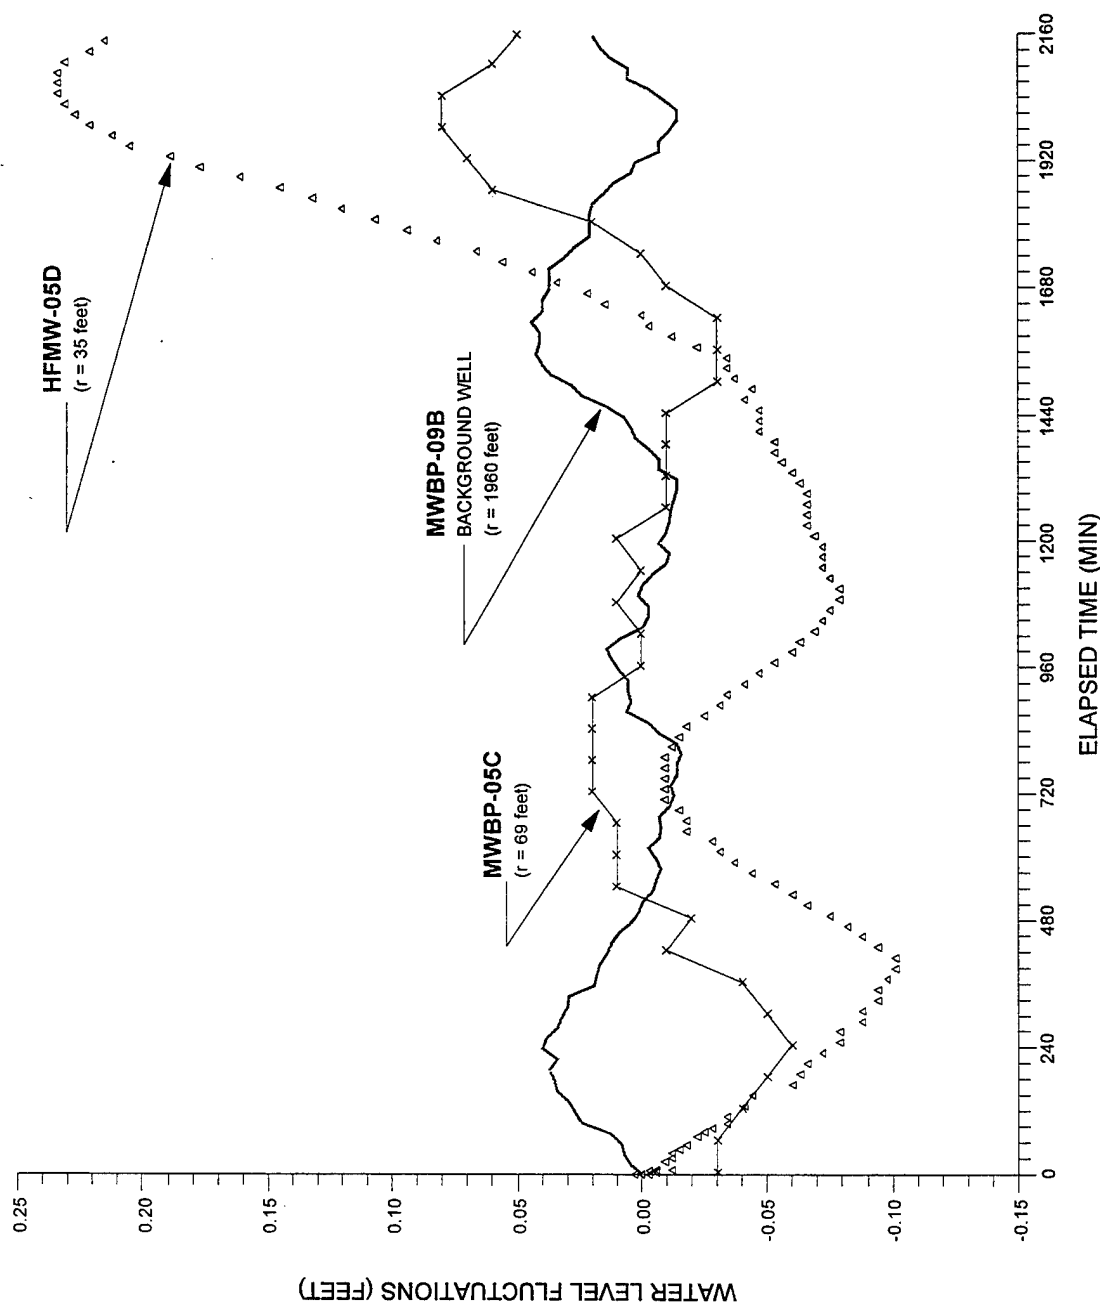 HFMW-05D
(r = 35 feet)
MWBP-09B
BACKGROUND WELL
(r = 1960 feet)
MWBP-05C
(r = 69 feet)
WATER LEVEL FLUCTUATIONS (FEET)
0.25
0.20
0.15
0.10
0.05
0.00
-0.05
-0.10
-0.15
0
240
480
720
960
1200
1440
1680
1920
2160
ELAPSED TIME (MIN)